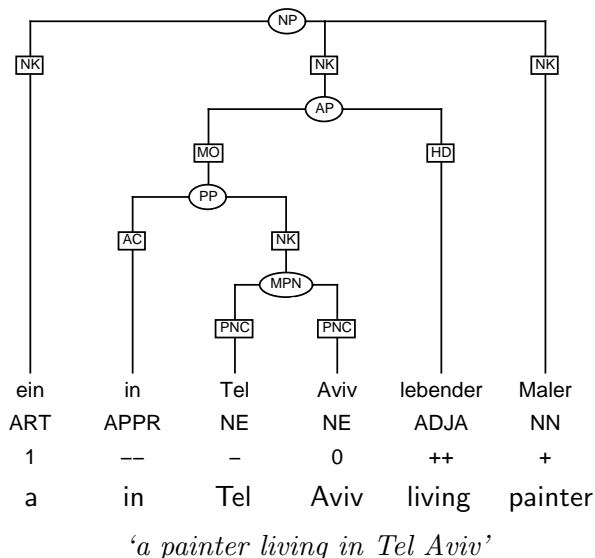 NP
NK NK NK
AP
MO HD
PP
AC NK
MPN
PNC PNC
ein in Tel Aviv lebender Maler
ART APPR NE NE ADJA NN
1 −− − 0 ++ +
a in Tel Aviv living painter
‘a painter living in Tel Aviv’